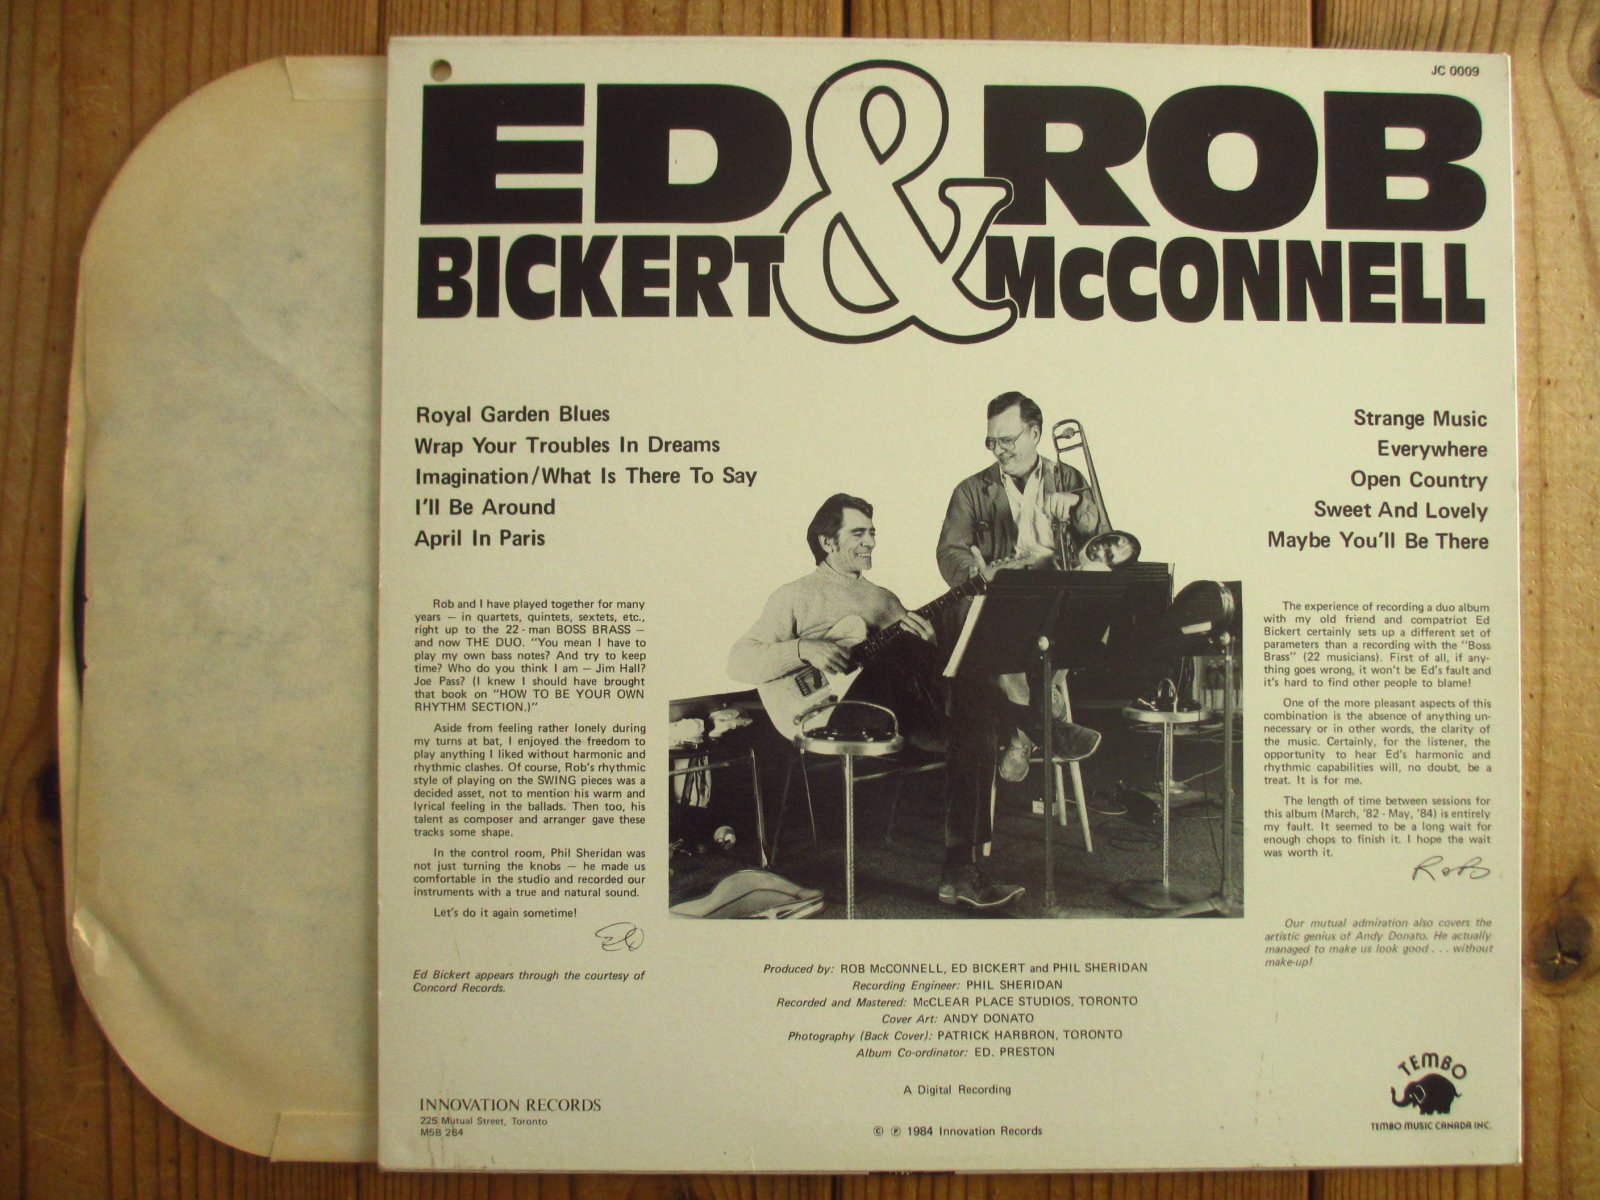 JC 0009
ED & ROB
BICKERT McCONNELL
Royal Garden Blues
Wrap Your Troubles In Dreams
Imagination/What Is There To Say
I'll Be Around
April In Paris
Strange Music
Everywhere
Open Country
Sweet And Lovely
Maybe You'll Be There
Rob and I have played together for many
years — in quartets, quintets, sextets, etc.,
right up to the 22-man BOSS BRASS —
and now THE DUO. "You mean I have to
play my own bass notes? And try to keep
time? Who do you think I am — Jim Hall?
Joe Pass? (I knew I should have brought
that book on "HOW TO BE YOUR OWN
RHYTHM SECTION.)"
Aside from feeling rather lonely during
my turns at bat, I enjoyed the freedom to
play anything I liked without harmonic and
rhythmic clashes. Of course, Rob's rhythmic
style of playing on the SWING pieces was a
decided asset, not to mention his warm and
lyrical feeling in the ballads. Then too, his
talent as composer and arranger gave these
tracks some shape.
In the control room, Phil Sheridan was
not just turning the knobs — he made us
comfortable in the studio and recorded our
instruments with a true and natural sound.
Let's do it again sometime!
Ed
Ed Bickert appears through the courtesy of
Concord Records.
The experience of recording a duo album
with my old friend and compatriot Ed
Bickert certainly sets up a different set of
parameters than a recording with the "Boss
Brass" (22 musicians). First of all, if any-
thing goes wrong, it won't be Ed's fault and
it's hard to find other people to blame!
One of the more pleasant aspects of this
combination is the absence of anything un-
necessary or in other words, the clarity of
the music. Certainly, for the listener, the
opportunity to hear Ed's harmonic and
rhythmic capabilities will, no doubt, be a
treat. It is for me.
The length of time between sessions for
this album (March, '82 - May, '84) is entirely
my fault. It seemed to be a long wait for
enough chops to finish it. I hope the wait
was worth it.
Rob
Our mutual admiration also covers the
artistic genius of Andy Donato. He actually
managed to make us look good . . . without
make-up!
Produced by: ROB McCONNELL, ED BICKERT and PHIL SHERIDAN
Recording Engineer: PHIL SHERIDAN
Recorded and Mastered: McCLEAR PLACE STUDIOS, TORONTO
Cover Art: ANDY DONATO
Photography (Back Cover): PATRICK HARBRON, TORONTO
Album Co-ordinator: ED. PRESTON
A Digital Recording
© ℗ 1984 Innovation Records
INNOVATION RECORDS
225 Mutual Street, Toronto
M5B 2B4
TEMBO
TEMBO MUSIC CANADA INC.